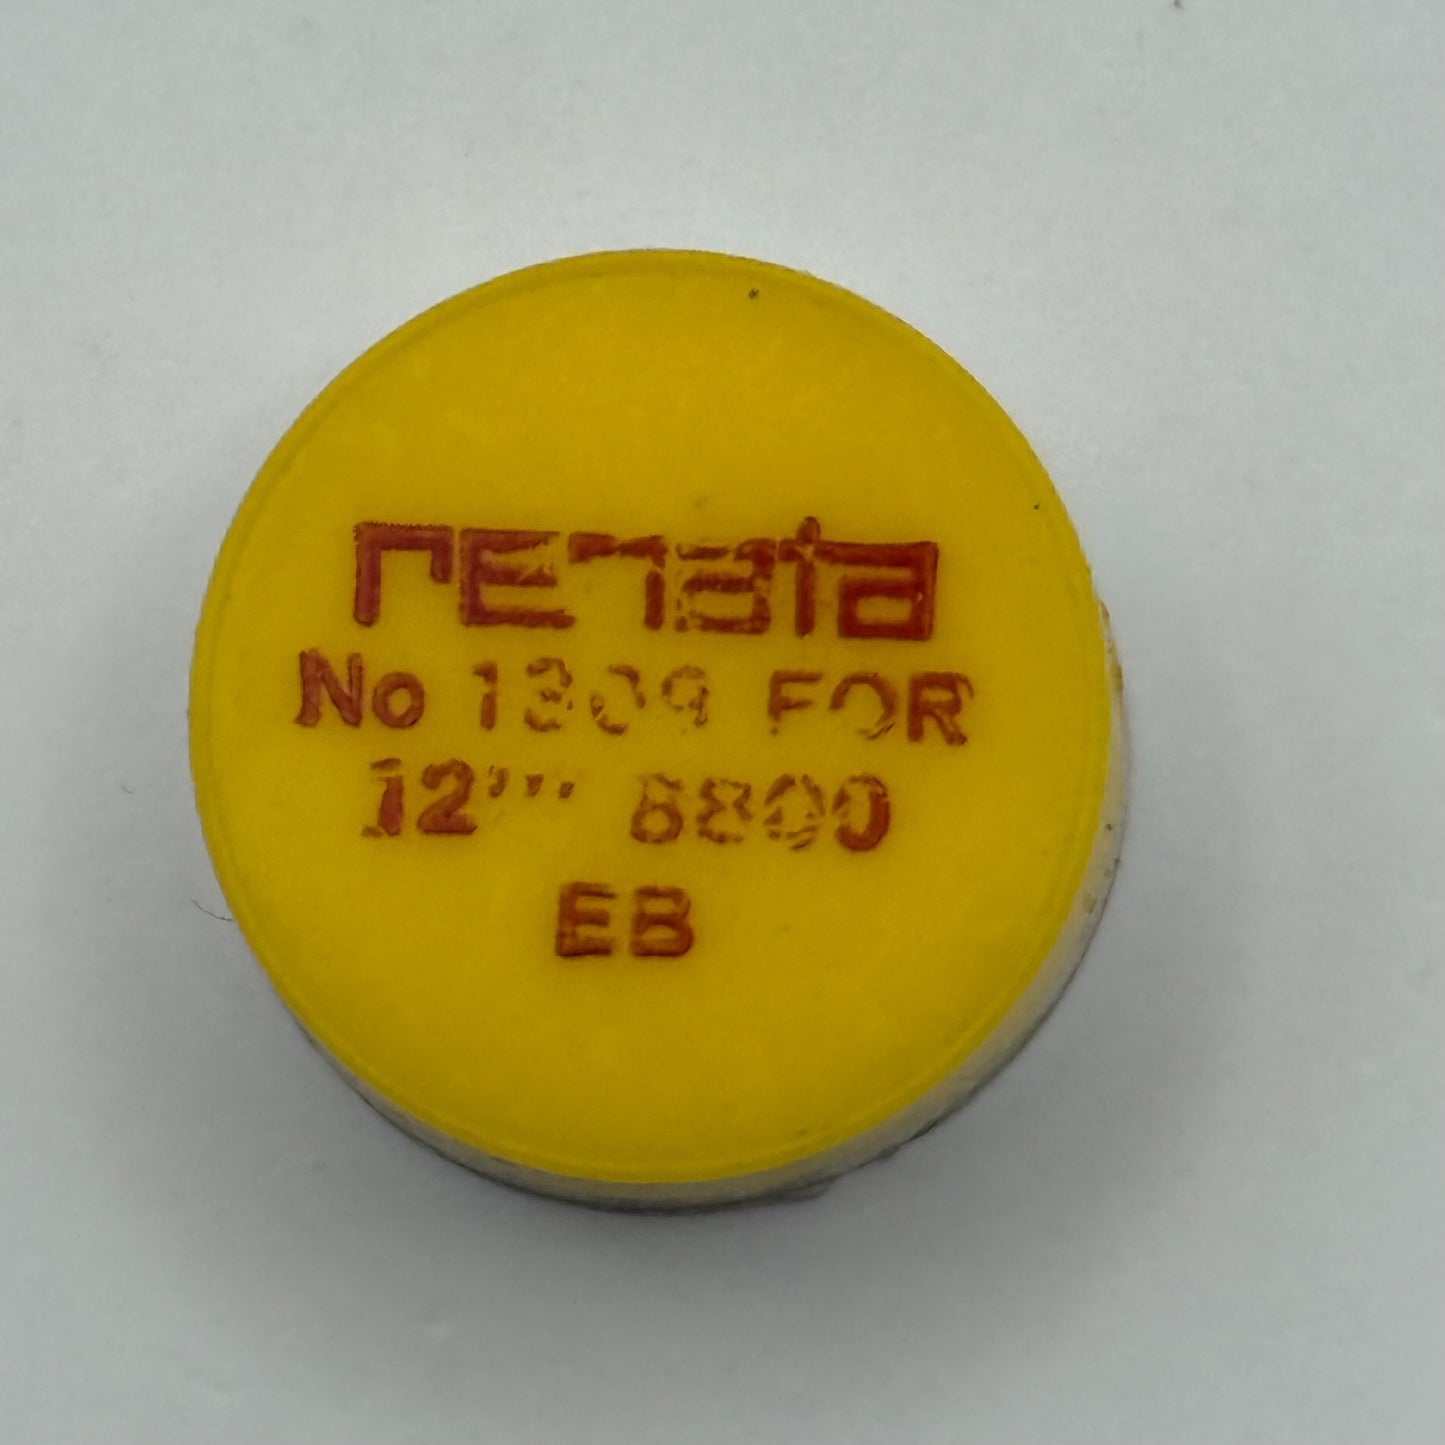 renata
No 1309 FOR
12''' 6800
EB